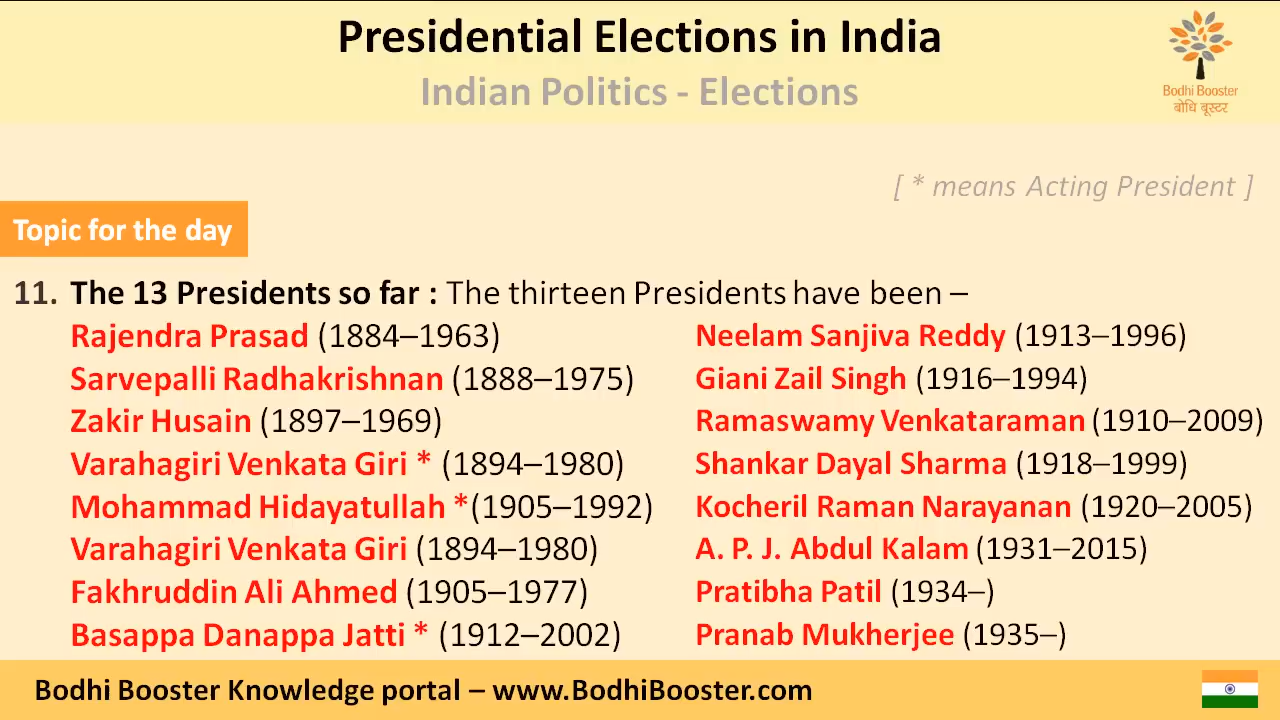 Presidential Elections in India
Indian Politics - Elections
Bodhi Booster
बोधि बूस्टर
[ * means Acting President ]
Topic for the day
11. The 13 Presidents so far : The thirteen Presidents have been –
Rajendra Prasad (1884–1963)
Sarvepalli Radhakrishnan (1888–1975)
Zakir Husain (1897–1969)
Varahagiri Venkata Giri * (1894–1980)
Mohammad Hidayatullah *(1905–1992)
Varahagiri Venkata Giri (1894–1980)
Fakhruddin Ali Ahmed (1905–1977)
Basappa Danappa Jatti * (1912–2002)
Neelam Sanjiva Reddy (1913–1996)
Giani Zail Singh (1916–1994)
Ramaswamy Venkataraman (1910–2009)
Shankar Dayal Sharma (1918–1999)
Kocheril Raman Narayanan (1920–2005)
A. P. J. Abdul Kalam (1931–2015)
Pratibha Patil (1934–)
Pranab Mukherjee (1935–)
Bodhi Booster Knowledge portal – www.BodhiBooster.com